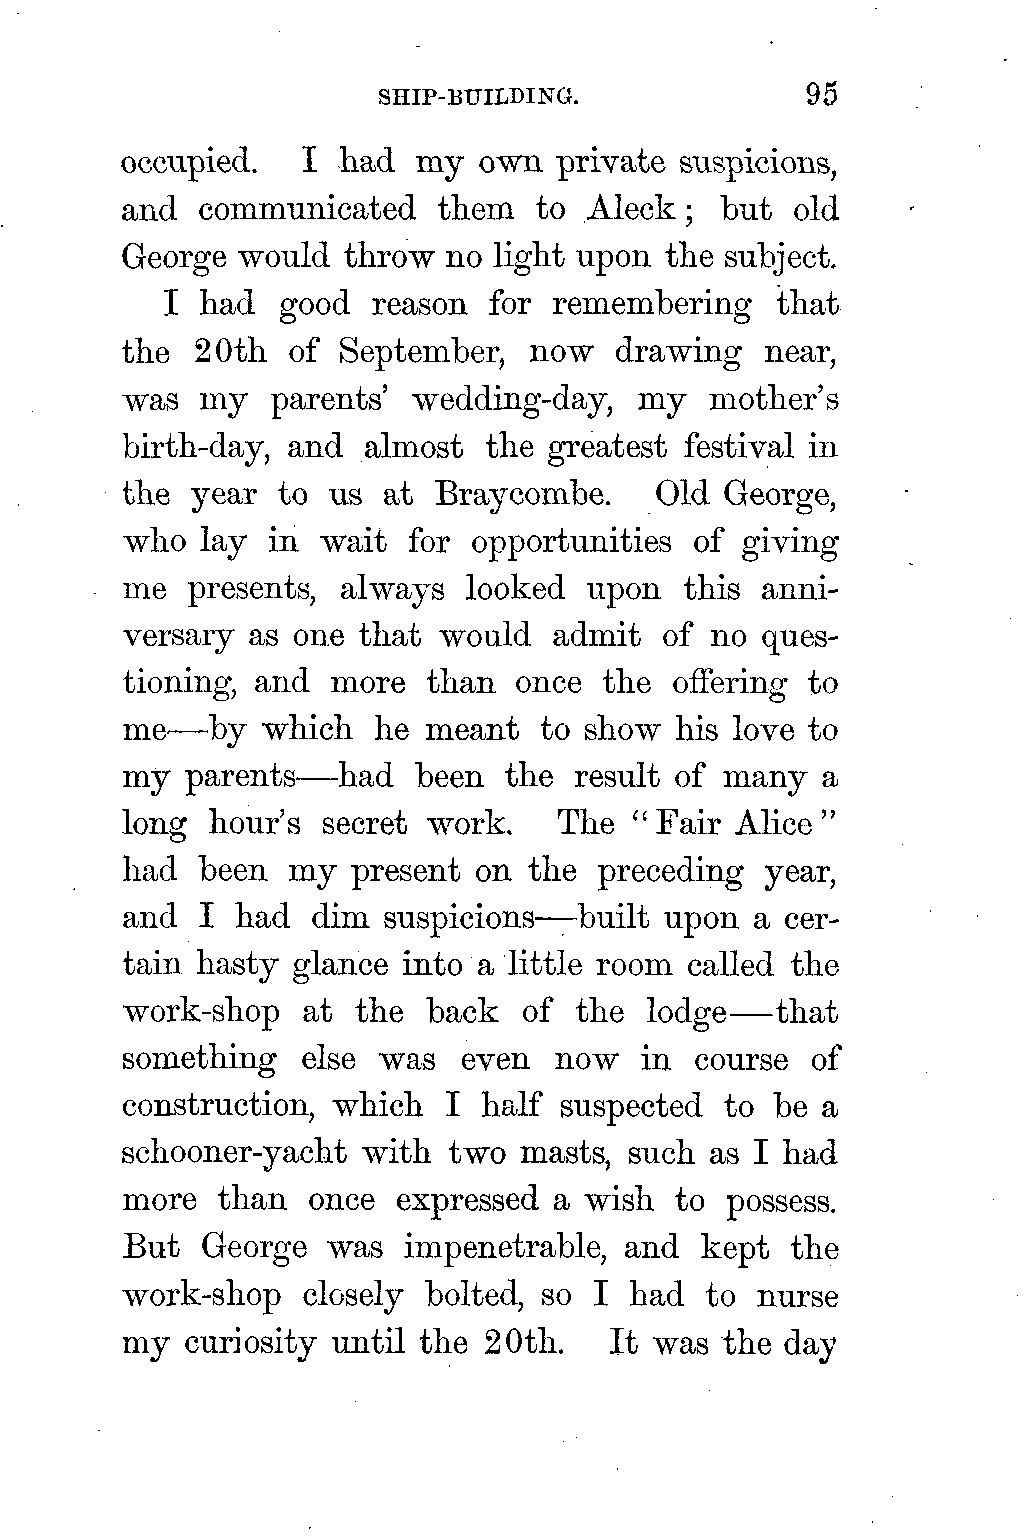 SHIP-BUILDING. 95
occupied. I had my own private suspicions,
and communicated them to Aleck; but old
George would throw no light upon the subject.
I had good reason for remembering that
the 20th of September, now drawing near,
was my parents' wedding-day, my mother's
birth-day, and almost the greatest festival in
the year to us at Braycombe. Old George,
who lay in wait for opportunities of giving
me presents, always looked upon this anni-
versary as one that would admit of no ques-
tioning, and more than once the offering to
me—by which he meant to show his love to
my parents—had been the result of many a
long hour's secret work. The "Fair Alice"
had been my present on the preceding year,
and I had dim suspicions—built upon a cer-
tain hasty glance into a little room called the
work-shop at the back of the lodge—that
something else was even now in course of
construction, which I half suspected to be a
schooner-yacht with two masts, such as I had
more than once expressed a wish to possess.
But George was impenetrable, and kept the
work-shop closely bolted, so I had to nurse
my curiosity until the 20th. It was the day